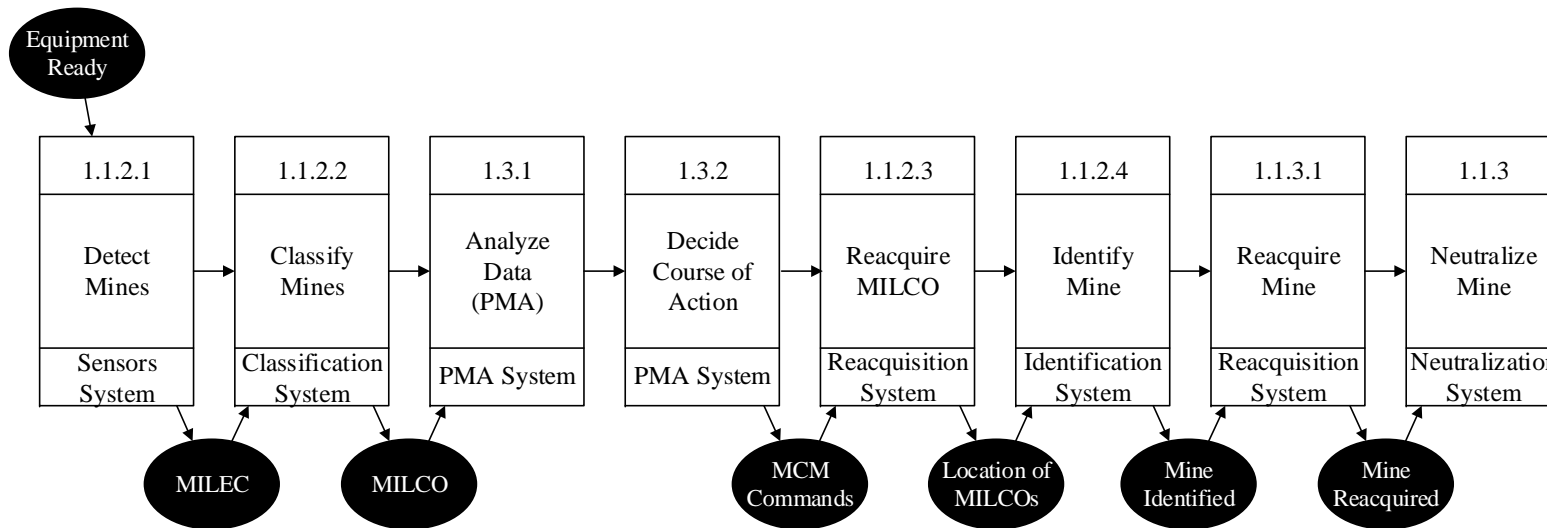 Equipment
Ready
1.1.2.1
Detect
Mines
Sensors
System
1.1.2.2
Classify
Mines
Classification
System
1.3.1
Analyze
Data
(PMA)
PMA System
1.3.2
Decide
Course of
Action
PMA System
1.1.2.3
Reacquire
MILCO
Reacquisition
System
1.1.2.4
Identify
Mine
Identification
System
1.1.3.1
Reacquire
Mine
Reacquisition
System
1.1.3
Neutralize
Mine
Neutralization
System
MILEC
MILCO
MCM
Commands
Location of
MILCOs
Mine
Identified
Mine
Reacquired